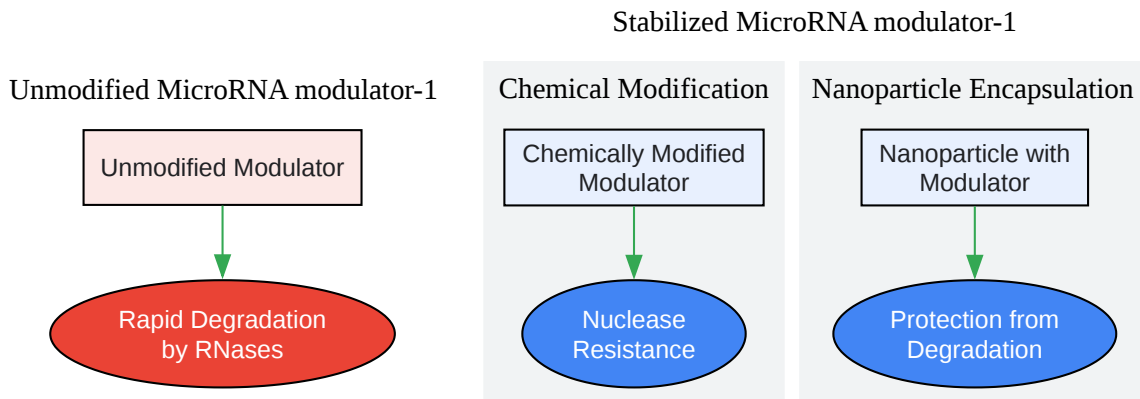 Stabilized MicroRNA modulator-1
Unmodified MicroRNA modulator-1
Unmodified Modulator
Rapid Degradation
by RNases
Chemical Modification
Chemically Modified
Modulator
Nuclease
Resistance
Nanoparticle Encapsulation
Nanoparticle with
Modulator
Protection from
Degradation